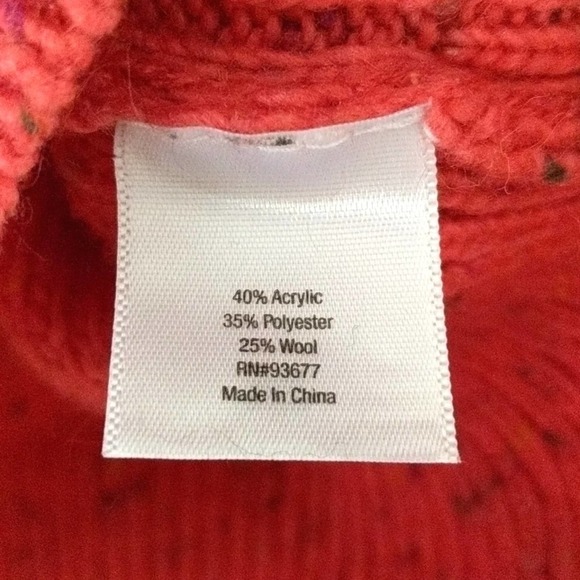 40% Acrylic
35% Polyester
25% Wool
RN#93677
Made In China